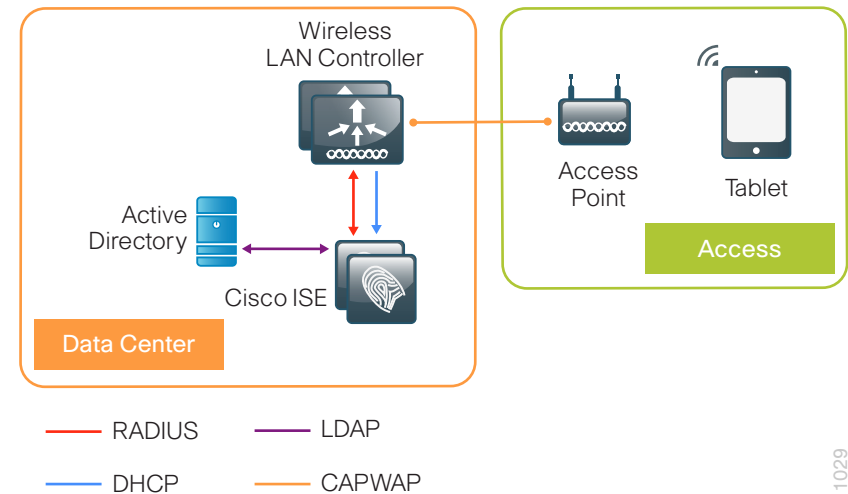 Wireless
LAN Controller
Access
Point
Tablet
Active
Directory
Access
Cisco ISE
Data Center
RADIUS
LDAP
DHCP
CAPWAP
1029